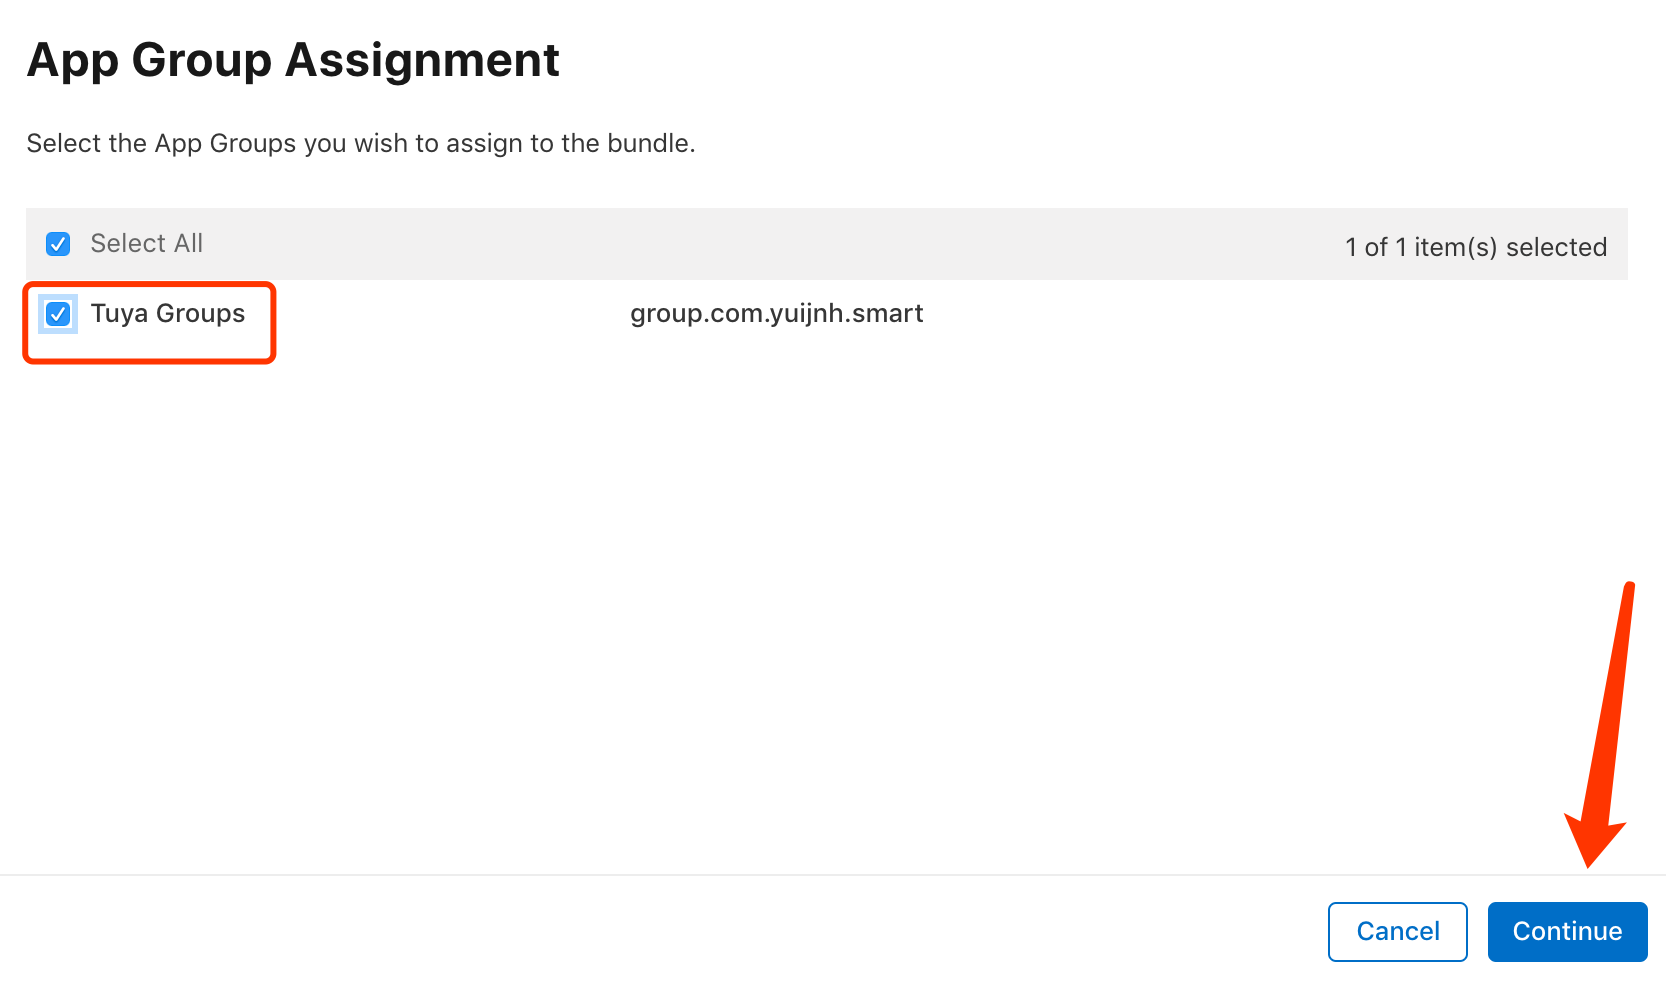 App Group Assignment
Select the App Groups you wish to assign to the bundle.
Select All 1 of 1 item(s) selected
Tuya Groups group.com.yuijnh.smart
Cancel Continue